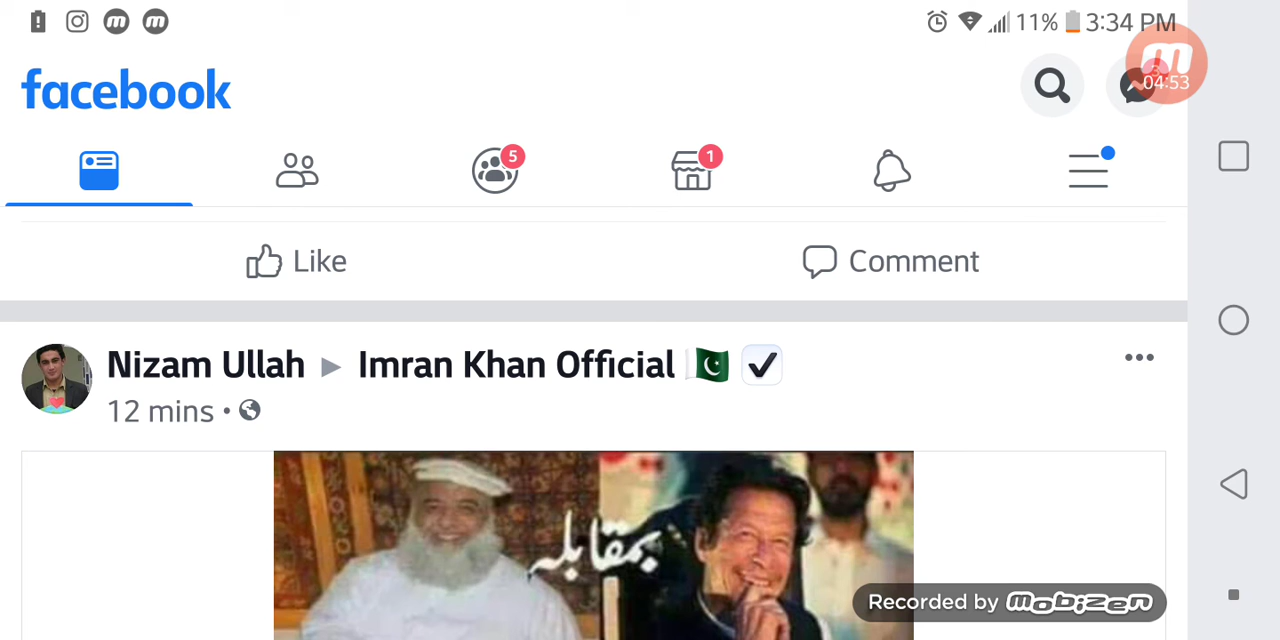 11% 3:34 PM
facebook
04:53
5
1
Like
Comment
Nizam Ullah ▸ Imran Khan Official 🇵🇰 ✔
12 mins •
بمقابلہ
Recorded by mobizen